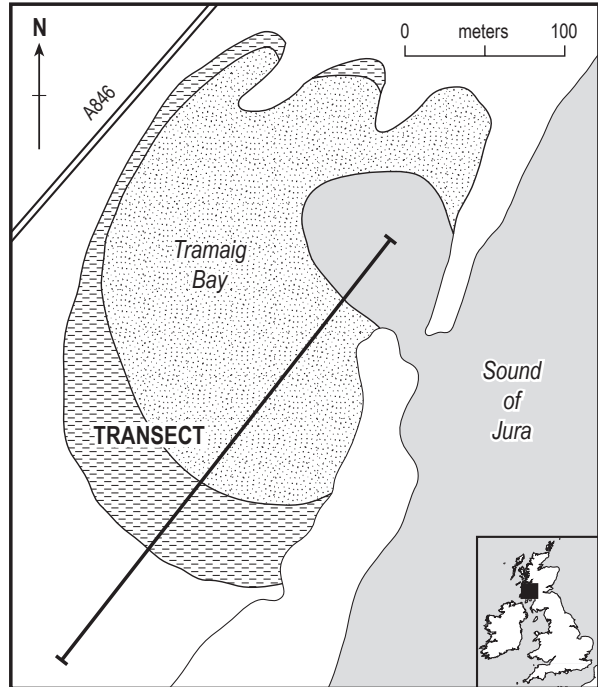 N
0 meters 100
A846
Tramaig
Bay
TRANSECT
Sound
of
Jura